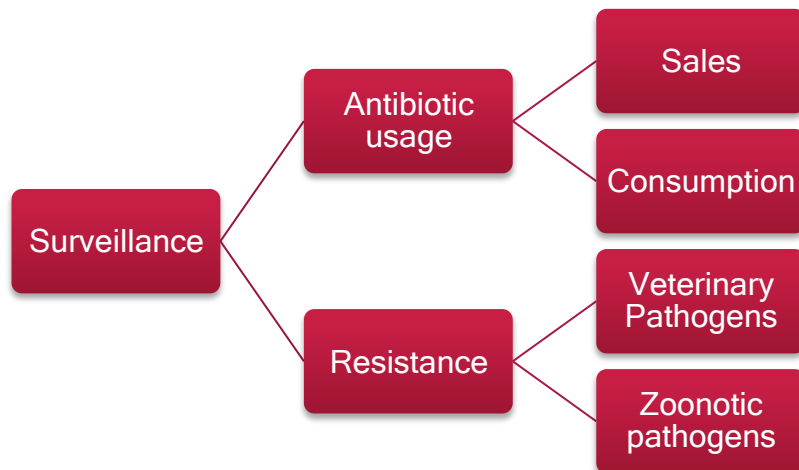 Surveillance
Antibiotic
usage
Sales
Consumption
Resistance
Veterinary
Pathogens
Zoonotic
pathogens